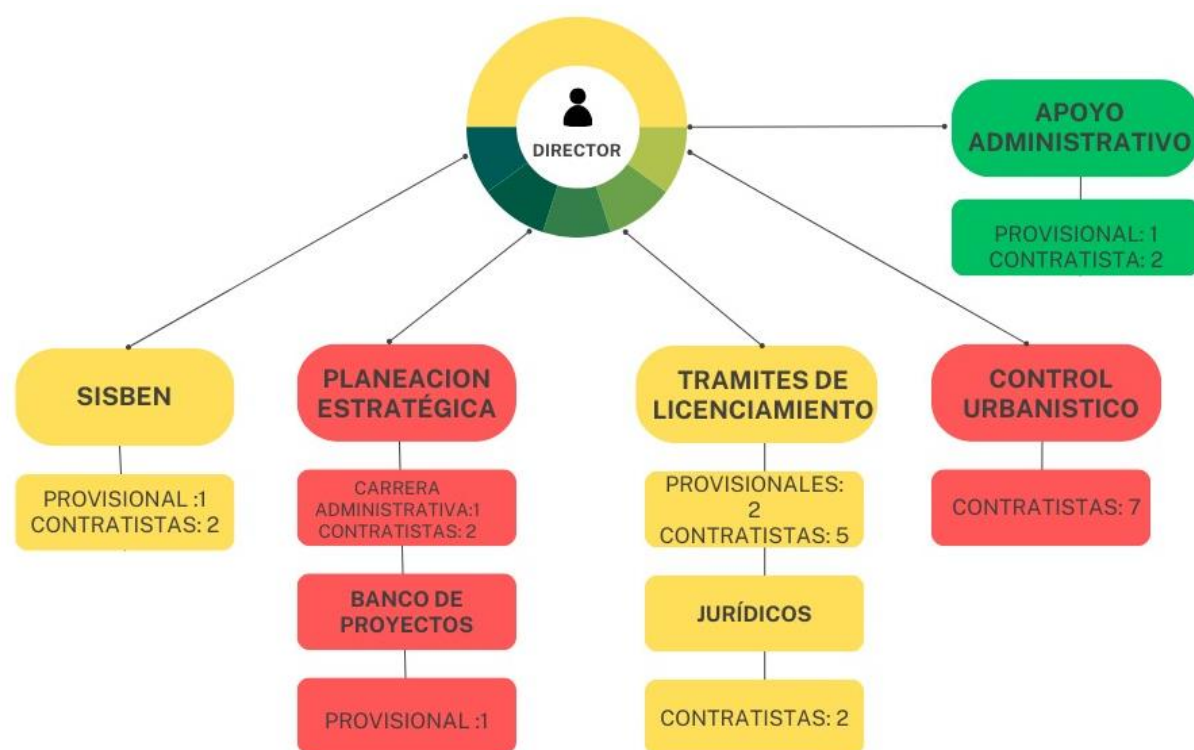 DIRECTOR
APOYO
ADMINISTRATIVO
PROVISIONAL: 1
CONTRATISTA: 2
SISBEN
PROVISIONAL :1
CONTRATISTAS: 2
PLANEACION
ESTRATÉGICA
CARRERA
ADMINISTRATIVA:1
CONTRATISTAS: 2
BANCO DE
PROYECTOS
PROVISIONAL :1
TRAMITES DE
LICENCIAMIENTO
PROVISIONALES:
2
CONTRATISTAS: 5
JURÍDICOS
CONTRATISTAS: 2
CONTROL
URBANISTICO
CONTRATISTAS: 7